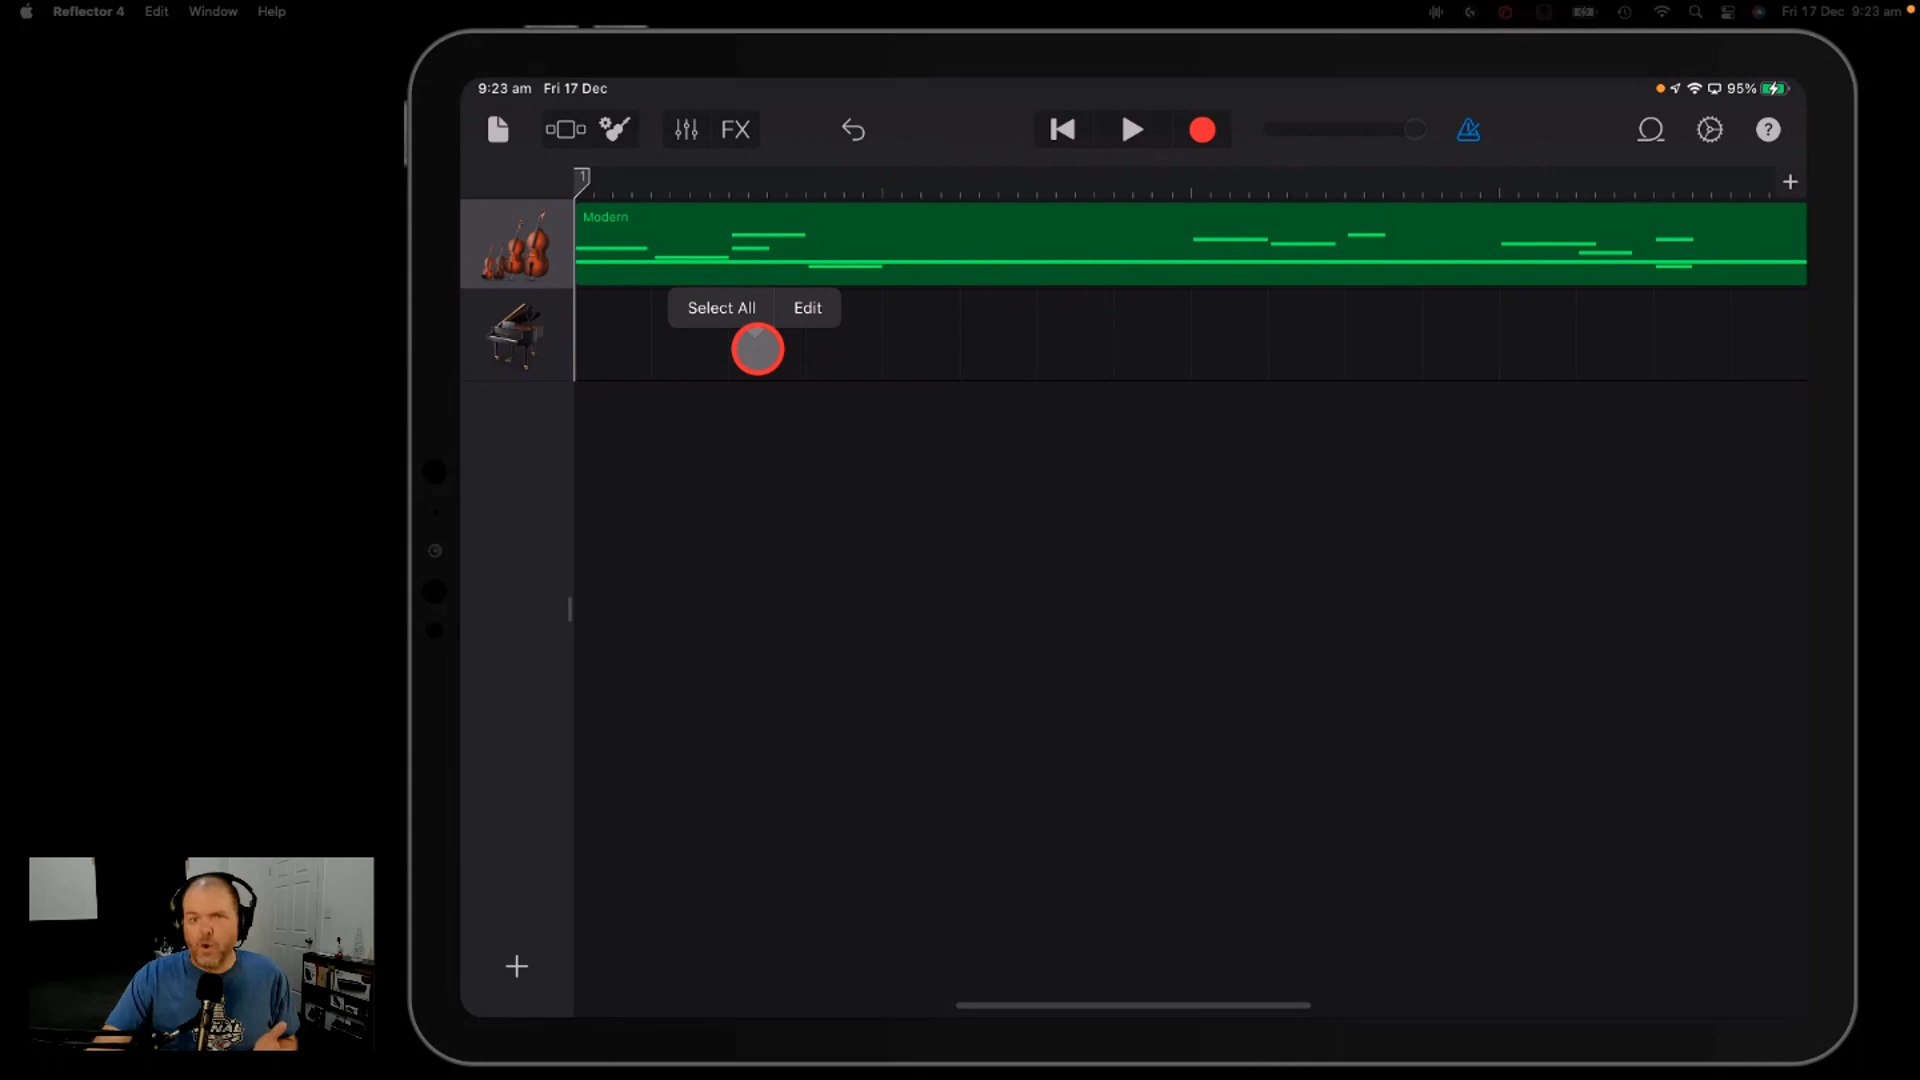 Reflector 4 Edit Window Help Fri 17 Dec 9:23 am
9:23 am Fri 17 Dec 95%
FX ?
1
Modern
Select All Edit